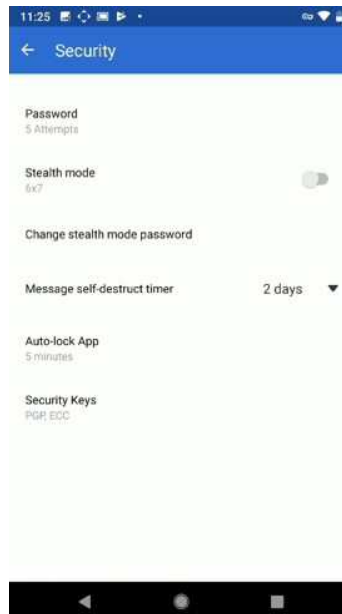 11:25
Security
Password
5 Attempts
Stealth mode
6x7
Change stealth mode password
Message self-destruct timer 2 days
Auto-lock App
5 minutes
Security Keys
PGP, ECC